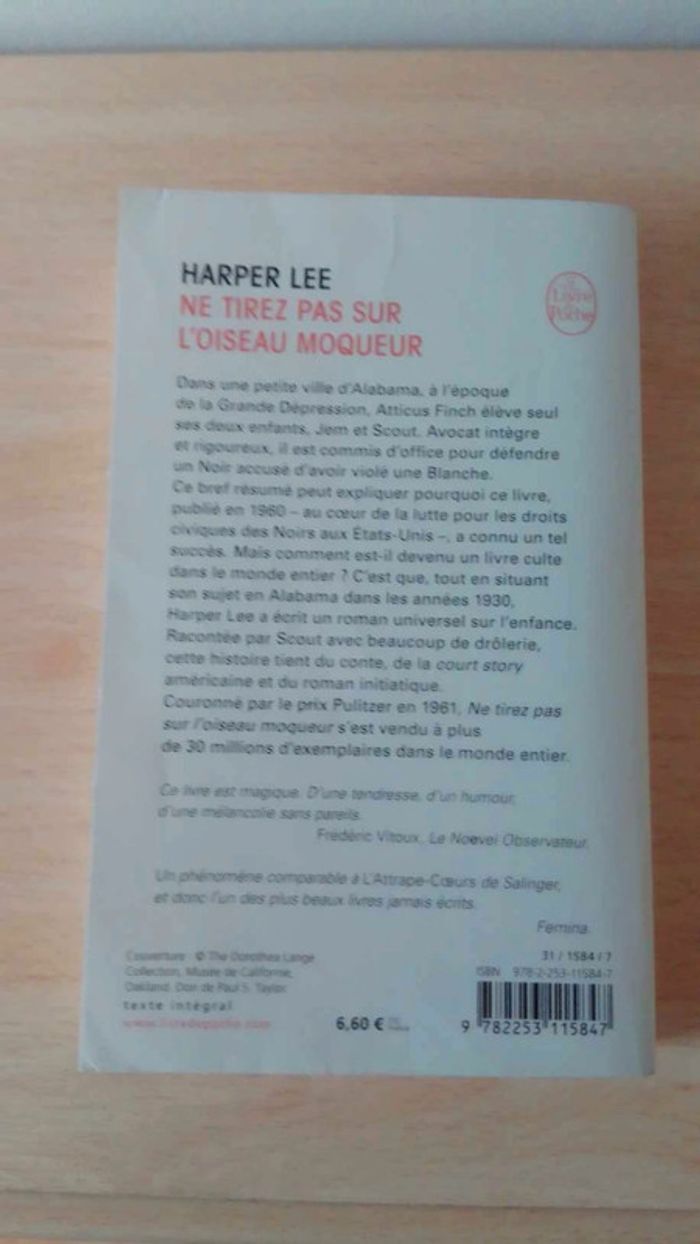 HARPER LEE
NE TIREZ PAS SUR
L'OISEAU MOQUEUR
Le
Livre
de
Poche
Dans une petite ville d'Alabama, à l'époque
de la Grande Dépression, Atticus Finch élève seul
ses deux enfants, Jem et Scout. Avocat intègre
et rigoureux, il est commis d'office pour défendre
un Noir accusé d'avoir violé une Blanche.
Ce bref résumé peut expliquer pourquoi ce livre,
publié en 1960 – au cœur de la lutte pour les droits
civiques des Noirs aux États-Unis –, a connu un tel
succès. Mais comment est-il devenu un livre culte
dans le monde entier ? C'est que, tout en situant
son sujet en Alabama dans les années 1930,
Harper Lee a écrit un roman universel sur l'enfance.
Racontée par Scout avec beaucoup de drôlerie,
cette histoire tient du conte, de la court story
américaine et du roman initiatique.
Couronné par le prix Pulitzer en 1961, Ne tirez pas
sur l'oiseau moqueur s'est vendu à plus
de 30 millions d'exemplaires dans le monde entier.
Ce livre est magique. D'une tendresse, d'un humour,
d'une mélancolie sans pareils.
Frédéric Vitoux, Le Nouvel Observateur.
Un phénomène comparable à L'Attrape-Cœurs de Salinger,
et donc l'un des plus beaux livres jamais écrits.
Femina.
Couverture : © The Dorothea Lange
Collection, Musée de Californie,
Oakland. Don de Paul S. Taylor.
texte intégral
www.livredepoche.com
6,60 €
31 / 1584 / 7
ISBN 978-2-253-11584-7
9 782253 115847